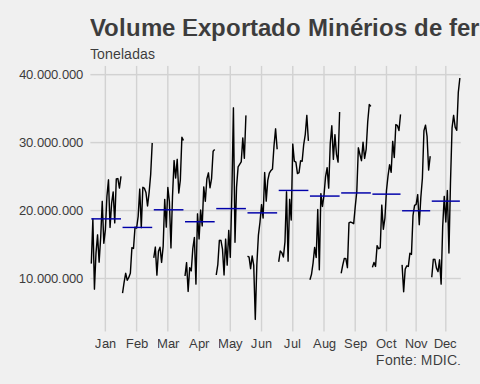 Volume Exportado Minérios de fer
Toneladas
40.000.000
30.000.000
20.000.000
10.000.000
Jan Feb Mar Apr May Jun Jul Aug Sep Oct Nov Dec
Fonte: MDIC.